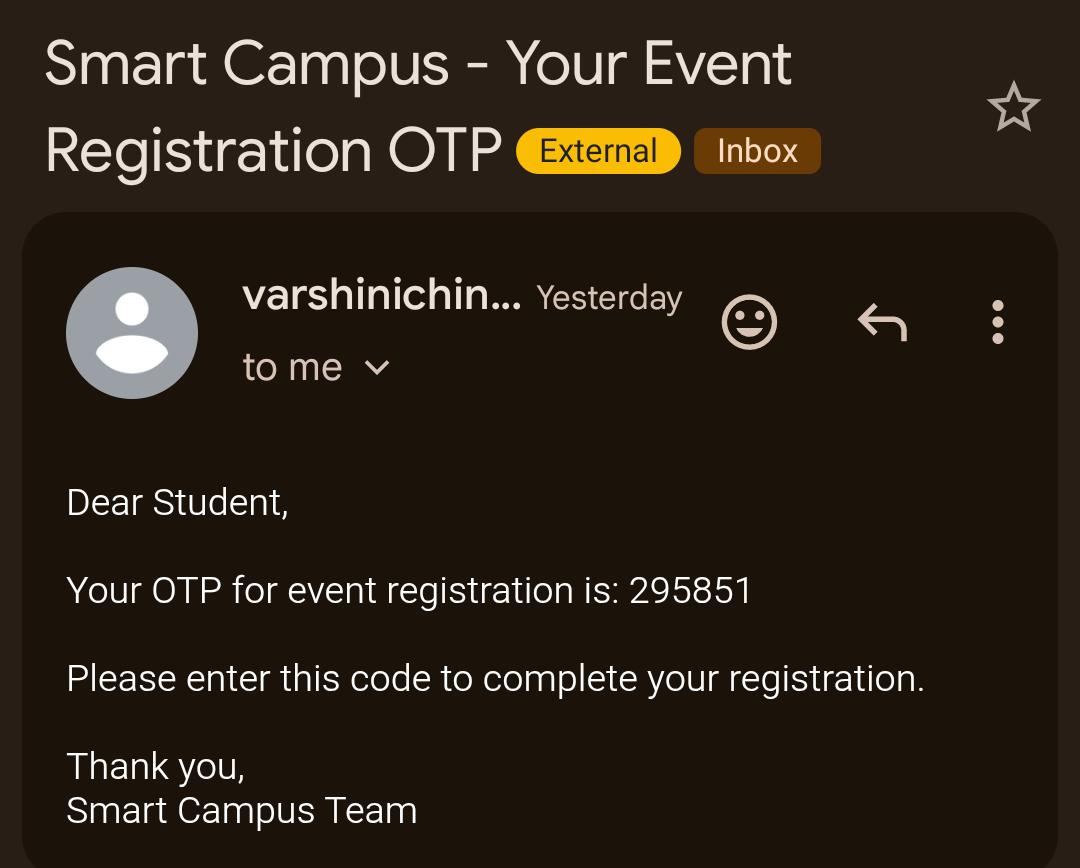 Smart Campus - Your Event
Registration OTP External Inbox
varshinichin... Yesterday
to me
Dear Student,
Your OTP for event registration is: 295851
Please enter this code to complete your registration.
Thank you,
Smart Campus Team